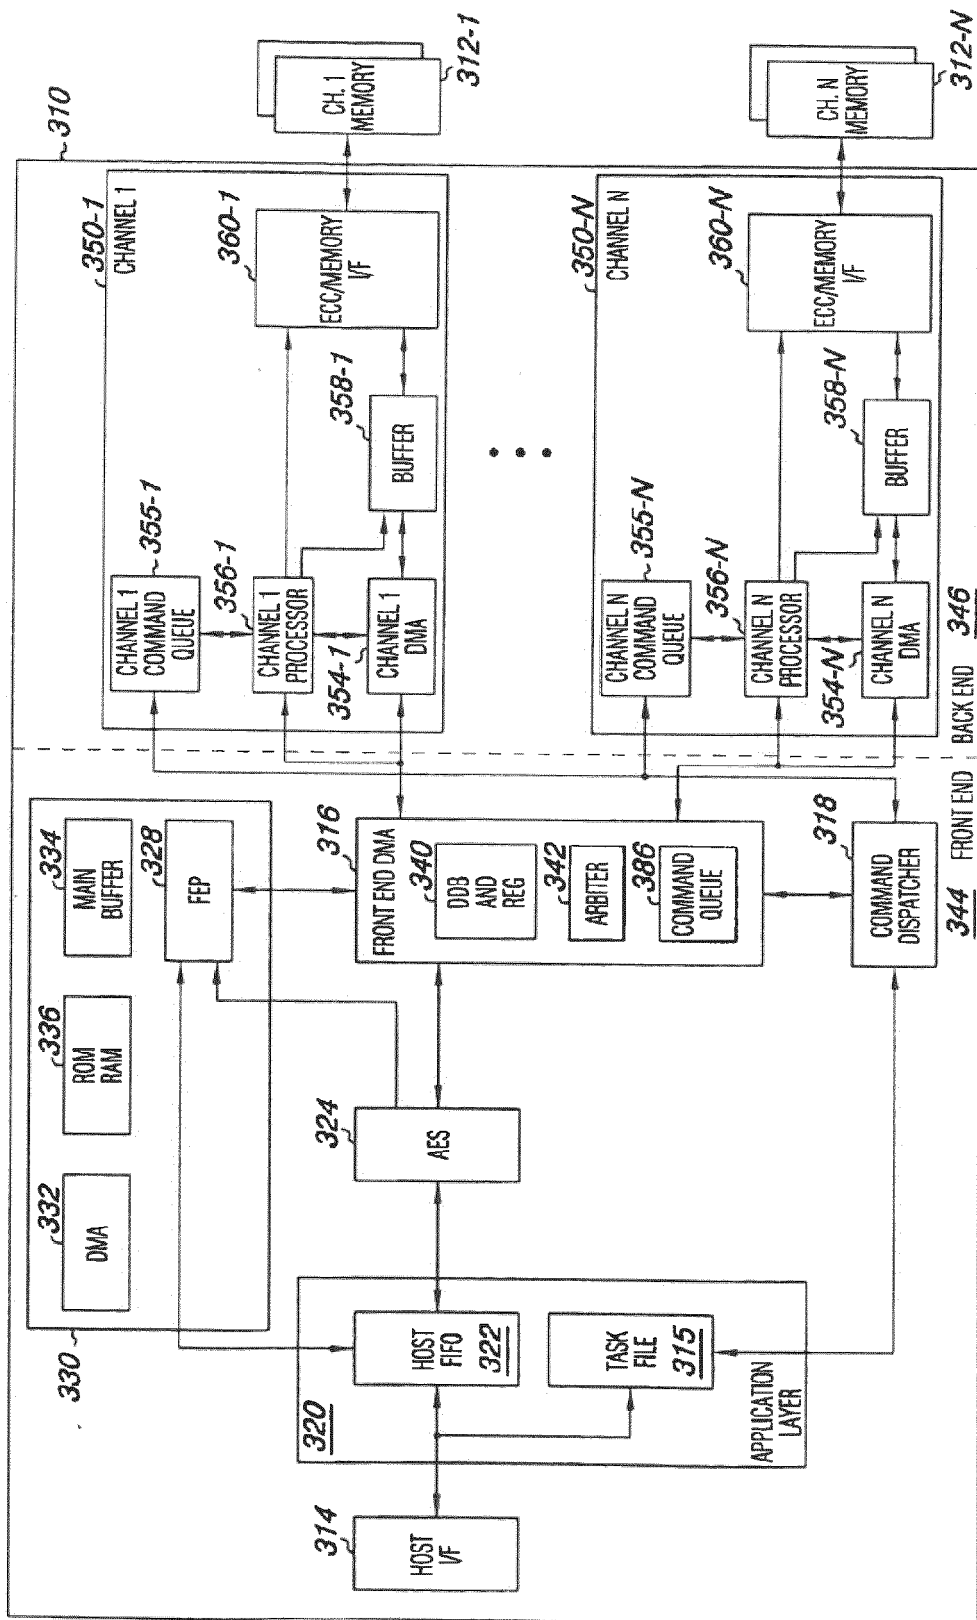 310
350-1
CHANNEL 1
CHANNEL 1
COMMAND
QUEUE
355-1
356-1
CHANNEL 1
PROCESSOR
354-1
CHANNEL 1
DMA
358-1
BUFFER
360-1
ECC/MEMORY
I/F
CH. 1
MEMORY
312-1
350-N
CHANNEL N
CHANNEL N
COMMAND
QUEUE
355-N
356-N
CHANNEL N
PROCESSOR
354-N
CHANNEL N
DMA
358-N
BUFFER
360-N
ECC/MEMORY
I/F
CH. N
MEMORY
312-N
330
332
DMA
336
ROM
RAM
334
MAIN
BUFFER
328
FEP
314
HOST
I/F
320
HOST
FIFO
322
TASK
FILE
315
APPLICATION
LAYER
324
AES
316
FRONT END DMA
340
DDB
AND
REG
342
ARBITER
386
COMMAND
QUEUE
318
COMMAND
DISPATCHER
344
FRONT END
BACK END
346